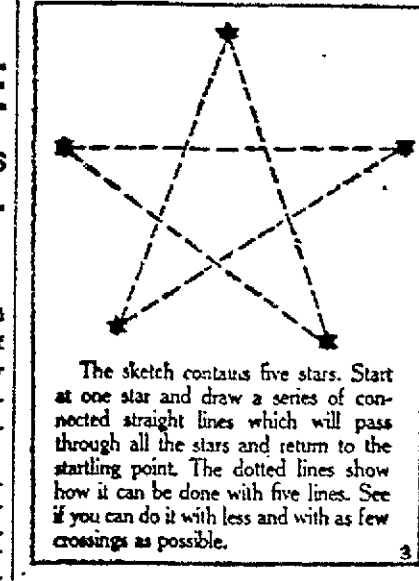 The sketch contains five stars. Start
at one star and draw a series of con-
nected straight lines which will pass
through all the stars and return to the
startling point. The dotted lines show
how it can be done with five lines. See
if you can do it with less and with as few
crossings as possible.
3